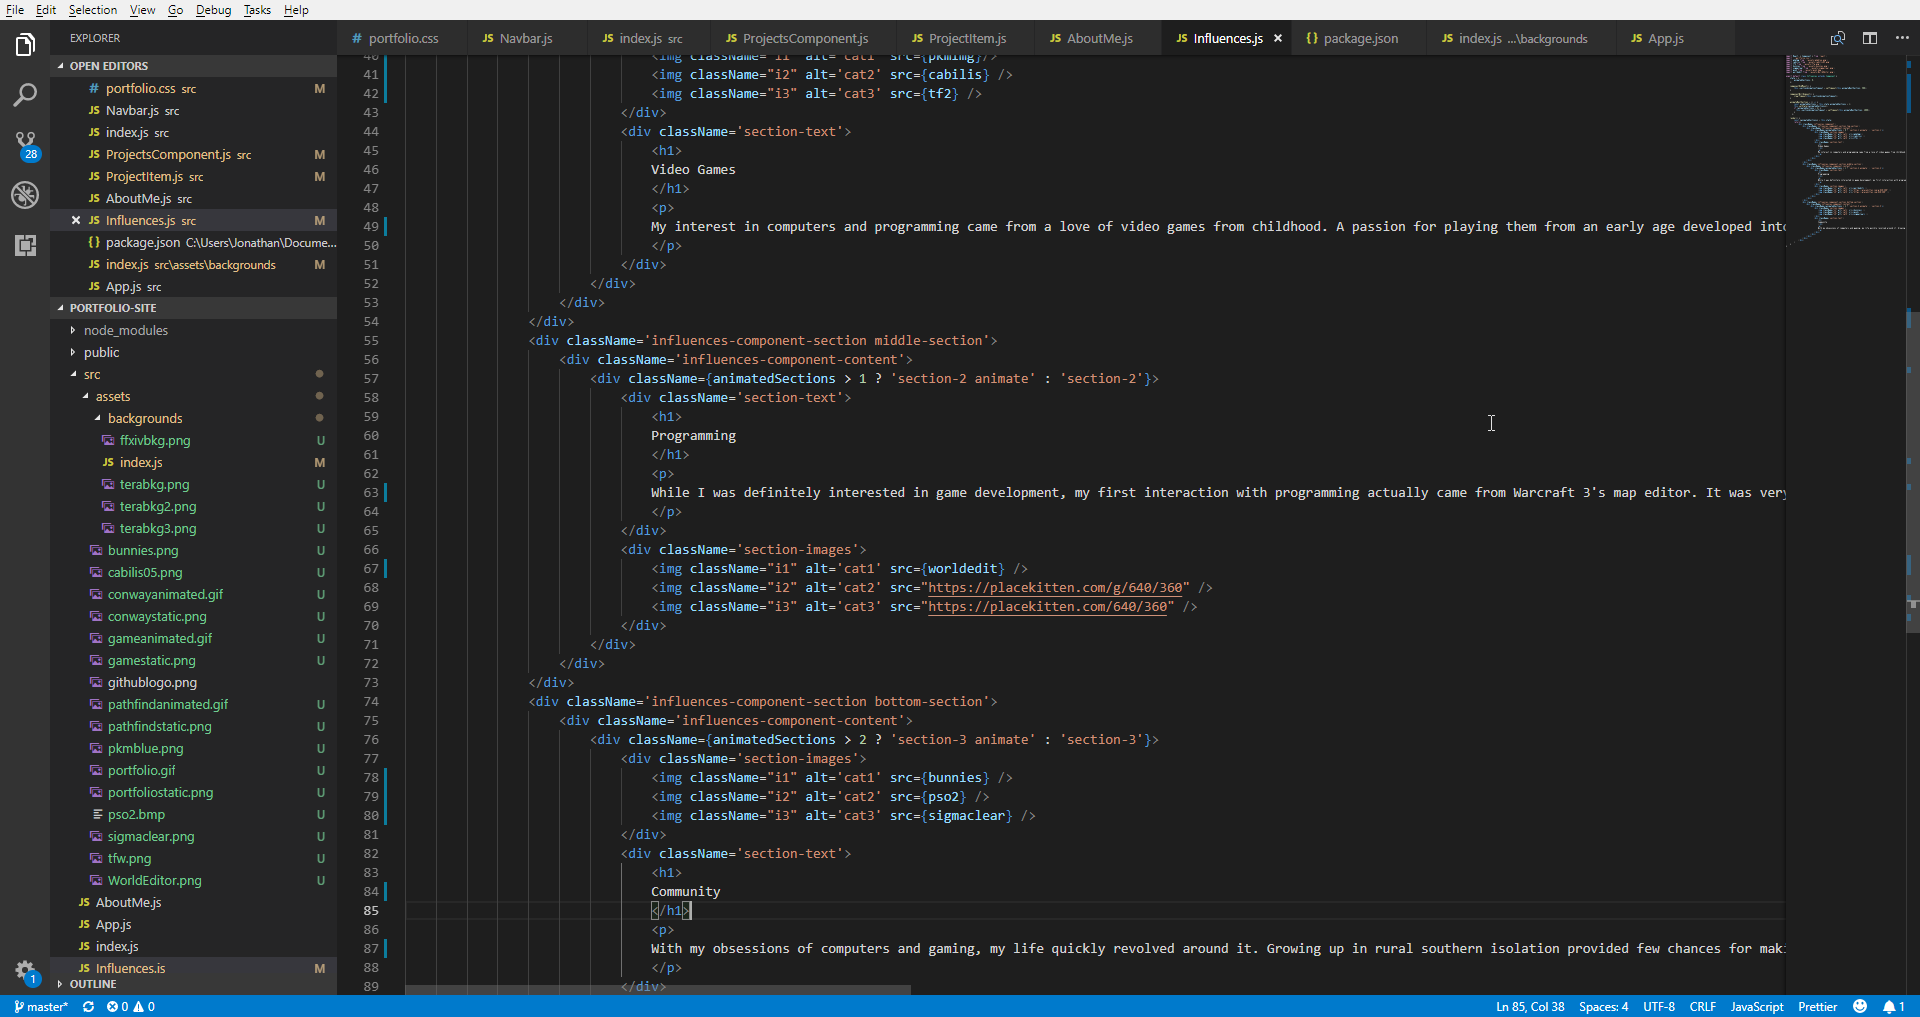 File Edit Selection View Go Debug Tasks Help
EXPLORER
OPEN EDITORS
# portfolio.css src M
JS Navbar.js src
JS index.js src
JS ProjectsComponent.js src M
JS ProjectItem.js src M
JS AboutMe.js src
JS Influences.js src M
{} package.json C:\Users\Jonathan\Docume...
JS index.js src\assets\backgrounds M
JS App.js src
PORTFOLIO-SITE
node_modules
public
src
assets
backgrounds
ffxivbkg.png U
JS index.js M
terabkg.png U
terabkg2.png U
terabkg3.png U
bunnies.png U
cabilis05.png U
conwayanimated.gif U
conwaystatic.png U
gameanimated.gif U
gamestatic.png U
githublogo.png
pathfindanimated.gif U
pathfindstatic.png U
pkmblue.png U
portfolio.gif U
portfoliostatic.png U
pso2.bmp U
sigmaclear.png U
tfw.png U
WorldEditor.png U
JS AboutMe.js
JS App.js
JS index.js
JS Influences.js M
OUTLINE
28
1
# portfolio.css JS Navbar.js JS index.js src JS ProjectsComponent.js JS ProjectItem.js JS AboutMe.js JS Influences.js {} package.json JS index.js ...\backgrounds JS App.js
40 <img className="i1" alt='cat1' src={pkmimg}/>
41 <img className="i2" alt='cat2' src={cabilis} />
42 <img className="i3" alt='cat3' src={tf2} />
43 </div>
44 <div className='section-text'>
45 <h1>
46 Video Games
47 </h1>
48 <p>
49 My interest in computers and programming came from a love of video games from childhood. A passion for playing them from an early age developed into
50 </p>
51 </div>
52 </div>
53 </div>
54 </div>
55 <div className='influences-component-section middle-section'>
56 <div className='influences-component-content'>
57 <div className={animatedSections > 1 ? 'section-2 animate' : 'section-2'}>
58 <div className='section-text'>
59 <h1>
60 Programming
61 </h1>
62 <p>
63 While I was definitely interested in game development, my first interaction with programming actually came from Warcraft 3's map editor. It was very
64 </p>
65 </div>
66 <div className='section-images'>
67 <img className="i1" alt='cat1' src={worldedit} />
68 <img className="i2" alt='cat2' src="https://placekitten.com/g/640/360" />
69 <img className="i3" alt='cat3' src="https://placekitten.com/640/360" />
70 </div>
71 </div>
72 </div>
73 </div>
74 <div className='influences-component-section bottom-section'>
75 <div className='influences-component-content'>
76 <div className={animatedSections > 2 ? 'section-3 animate' : 'section-3'}>
77 <div className='section-images'>
78 <img className="i1" alt='cat1' src={bunnies} />
79 <img className="i2" alt='cat2' src={pso2} />
80 <img className="i3" alt='cat3' src={sigmaclear} />
81 </div>
82 <div className='section-text'>
83 <h1>
84 Community
85 </h1>
86 <p>
87 With my obsessions of computers and gaming, my life quickly revolved around it. Growing up in rural southern isolation provided few chances for maki
88 </p>
89 </div>
master* 0 0 Ln 85, Col 38 Spaces: 4 UTF-8 CRLF JavaScript Prettier 1